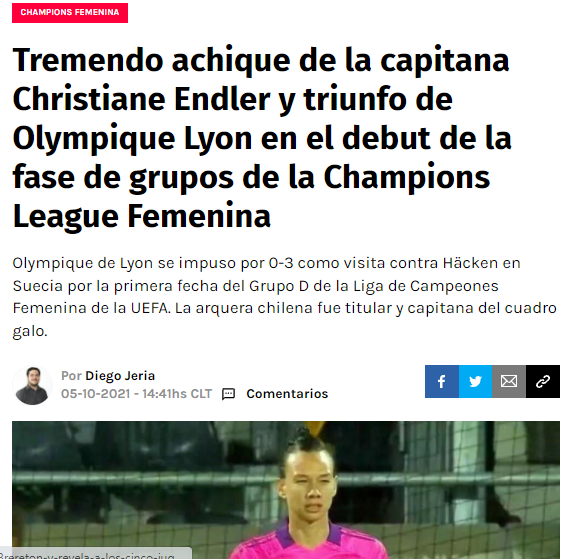 CHAMPIONS FEMENINA
Tremendo achique de la capitana
Christiane Endler y triunfo de
Olympique Lyon en el debut de la
fase de grupos de la Champions
League Femenina
Olympique de Lyon se impuso por 0-3 como visita contra Häcken en
Suecia por la primera fecha del Grupo D de la Liga de Campeones
Femenina de la UEFA. La arquera chilena fue titular y capitana del cuadro
galo.
Por Diego Jeria
05-10-2021 - 14:41hs CLT Comentarios